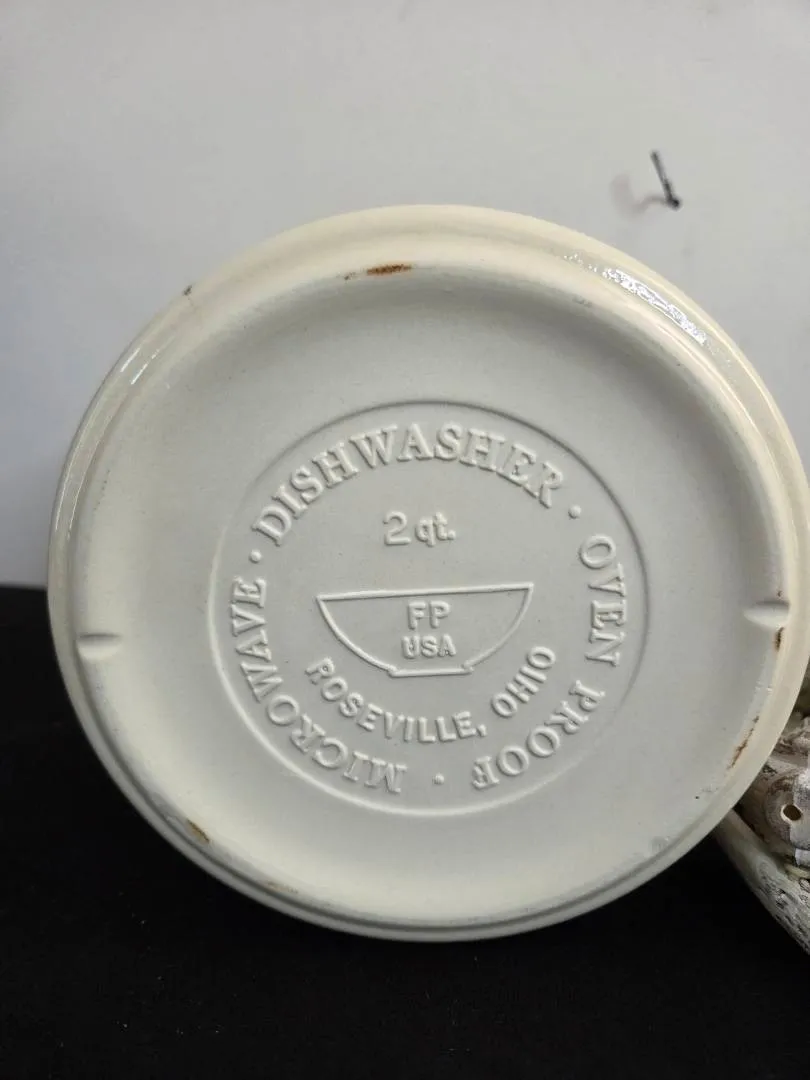 · DISHWASHER · OVEN PROOF · MICROWAVE
2 qt.
FP
USA
ROSEVILLE, OHIO